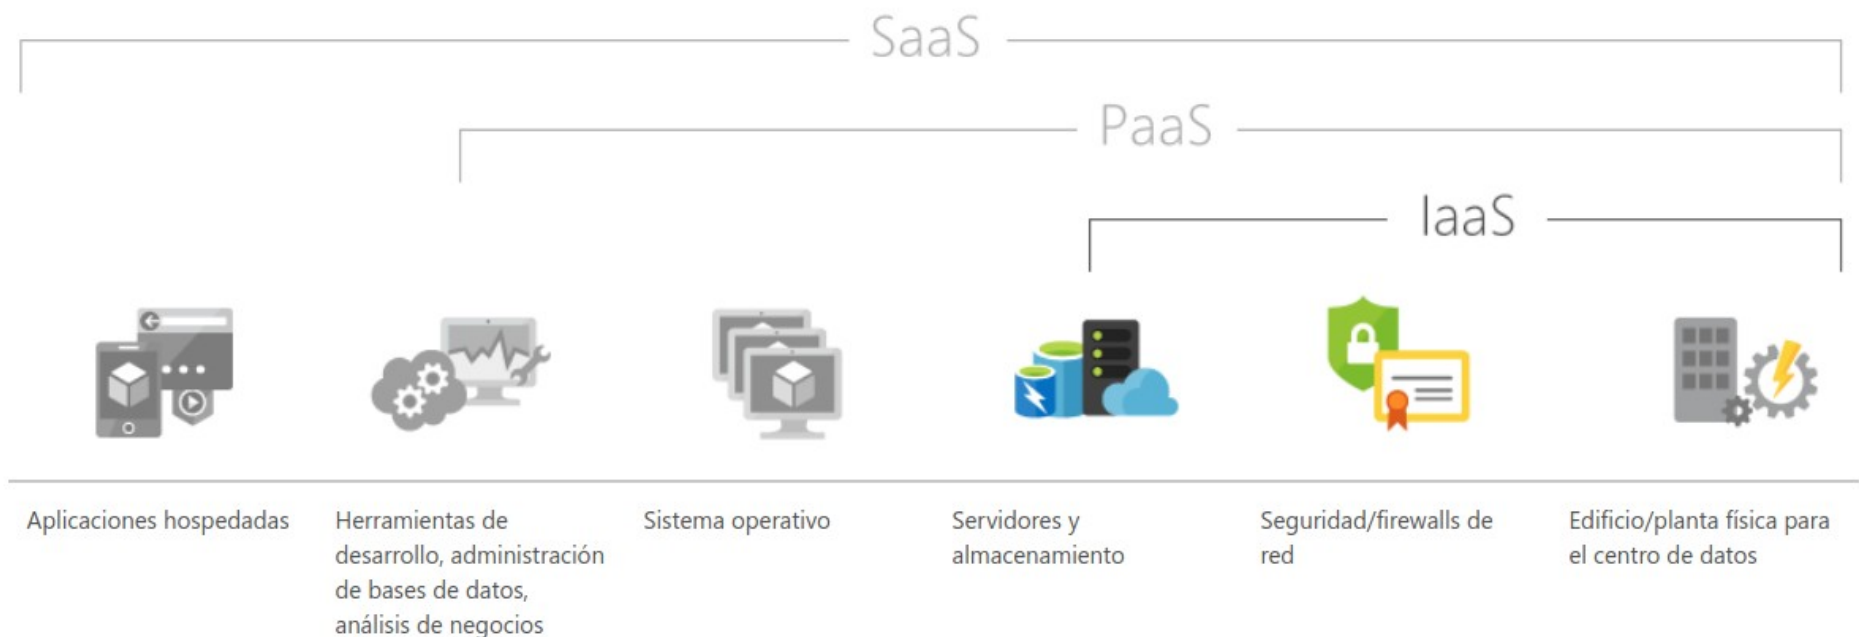 SaaS
PaaS
IaaS
Aplicaciones hospedadas
Herramientas de
desarrollo, administración
de bases de datos,
análisis de negocios
Sistema operativo
Servidores y
almacenamiento
Seguridad/firewalls de
red
Edificio/planta física para
el centro de datos